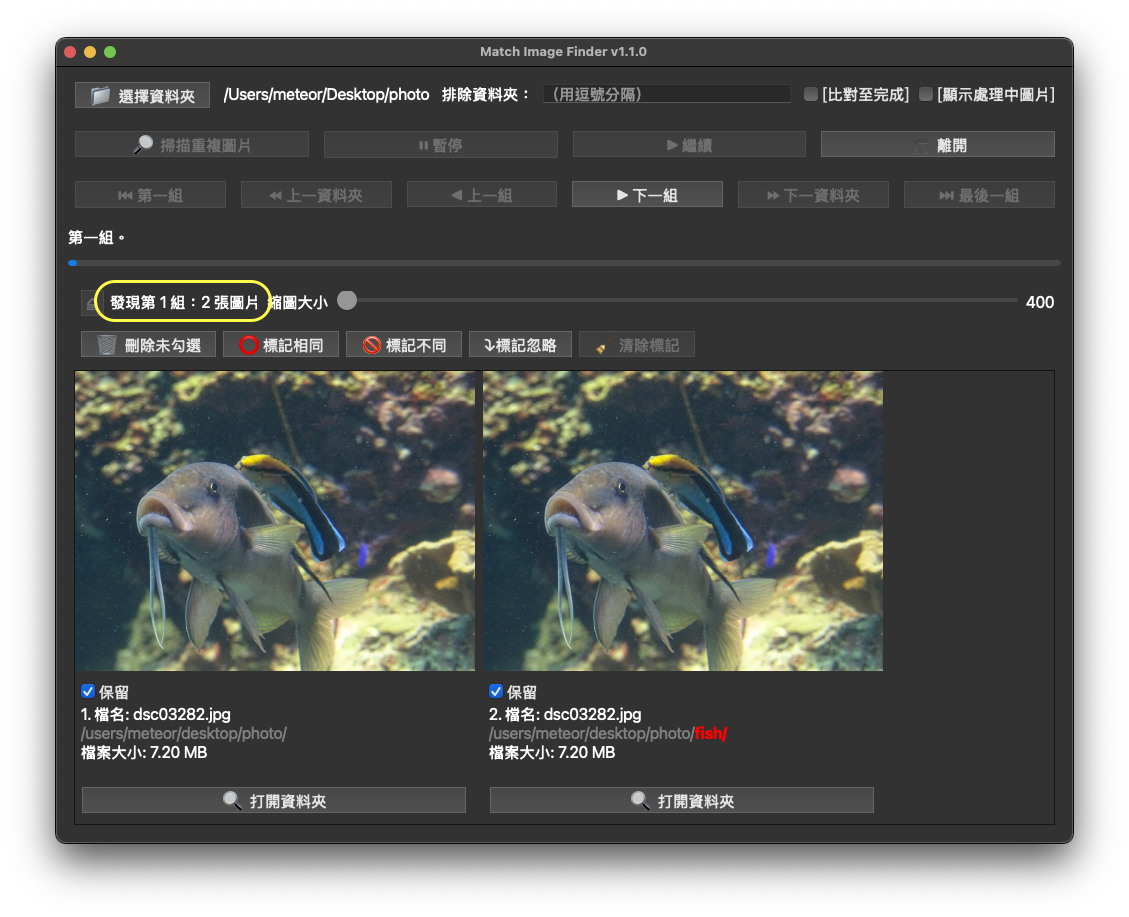 Match Image Finder v1.1.0
選擇資料夾 /Users/meteor/Desktop/photo 排除資料夾： (用逗號分隔) [比對至完成] [顯示處理中圖片]
掃描重複圖片 暫停 繼續 離開
第一組 上一資料夾 上一組 下一組 下一資料夾 最後一組
第一組。
發現第 1 組：2 張圖片 縮圖大小 400
刪除未勾選 標記相同 標記不同 標記忽略 清除標記
保留 保留
1. 檔名: dsc03282.jpg 2. 檔名: dsc03282.jpg
/users/meteor/desktop/photo/ /users/meteor/desktop/photo/fish/
檔案大小: 7.20 MB 檔案大小: 7.20 MB
打開資料夾 打開資料夾